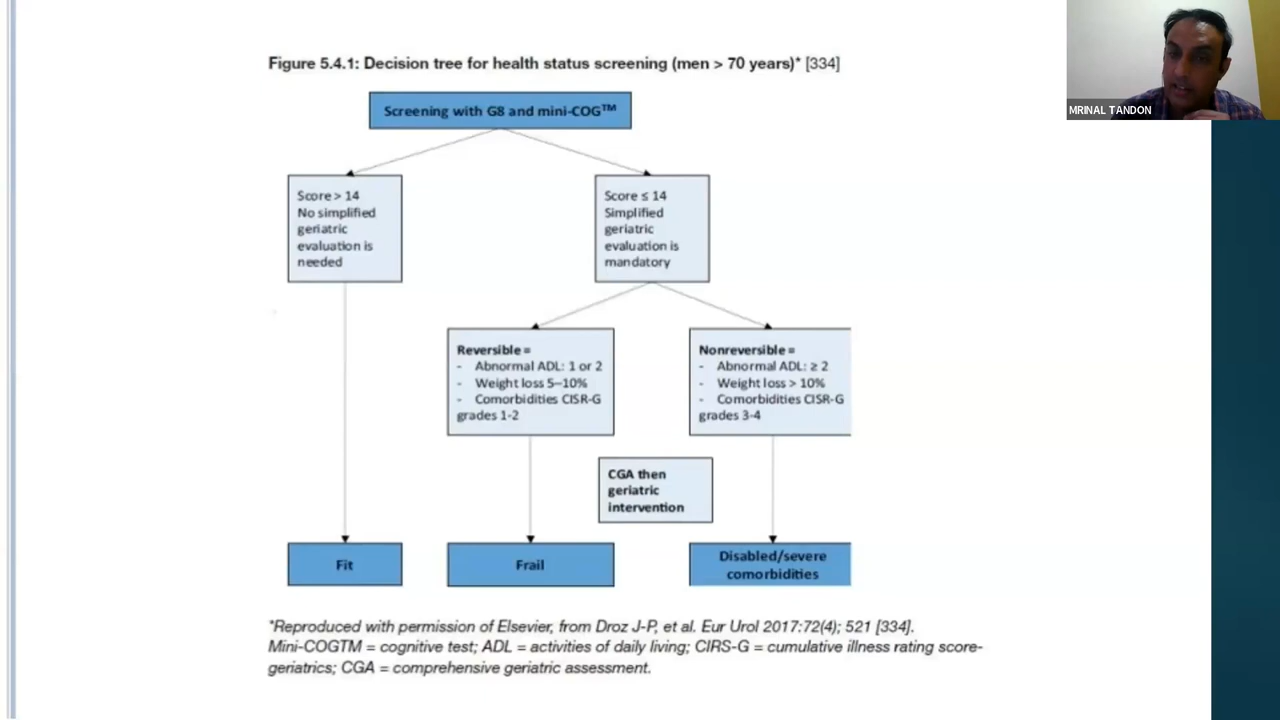 MRINAL TANDON
Figure 5.4.1: Decision tree for health status screening (men > 70 years)* [334]
Screening with G8 and mini-COG™
Score > 14
No simplified
geriatric
evaluation is
needed
Score ≤ 14
Simplified
geriatric
evaluation is
mandatory
Reversible =
- Abnormal ADL: 1 or 2
- Weight loss 5–10%
- Comorbidities CISR-G
grades 1-2
Nonreversible =
- Abnormal ADL: ≥ 2
- Weight loss > 10%
- Comorbidities CISR-G
grades 3-4
CGA then
geriatric
intervention
Fit
Frail
Disabled/severe
comorbidities
*Reproduced with permission of Elsevier, from Droz J-P, et al. Eur Urol 2017:72(4); 521 [334].
Mini-COGTM = cognitive test; ADL = activities of daily living; CIRS-G = cumulative illness rating score-
geriatrics; CGA = comprehensive geriatric assessment.